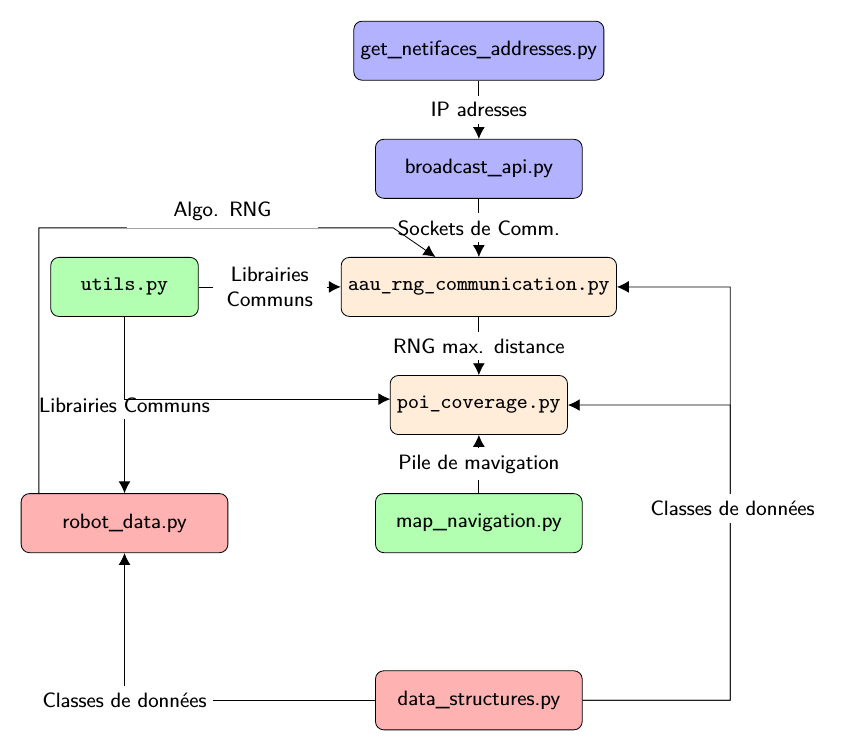 get_netifaces_addresses.py
IP adresses
broadcast_api.py
Algo. RNG
Sockets de Comm.
utils.py
Librairies
Communs
aau_rng_communication.py
RNG max. distance
Librairies Communs
poi_coverage.py
Pile de mavigation
Classes de données
robot_data.py
map_navigation.py
Classes de données
data_structures.py